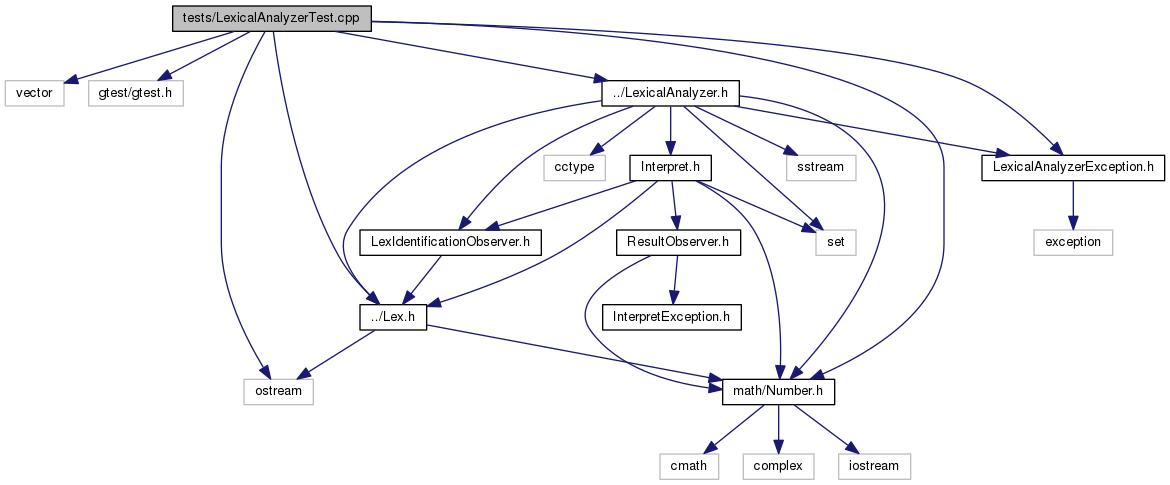 tests/LexicalAnalyzerTest.cpp
vector
gtest/gtest.h
../LexicalAnalyzer.h
cctype
Interpret.h
sstream
LexicalAnalyzerException.h
LexIdentificationObserver.h
ResultObserver.h
set
exception
../Lex.h
InterpretException.h
ostream
math/Number.h
cmath
complex
iostream